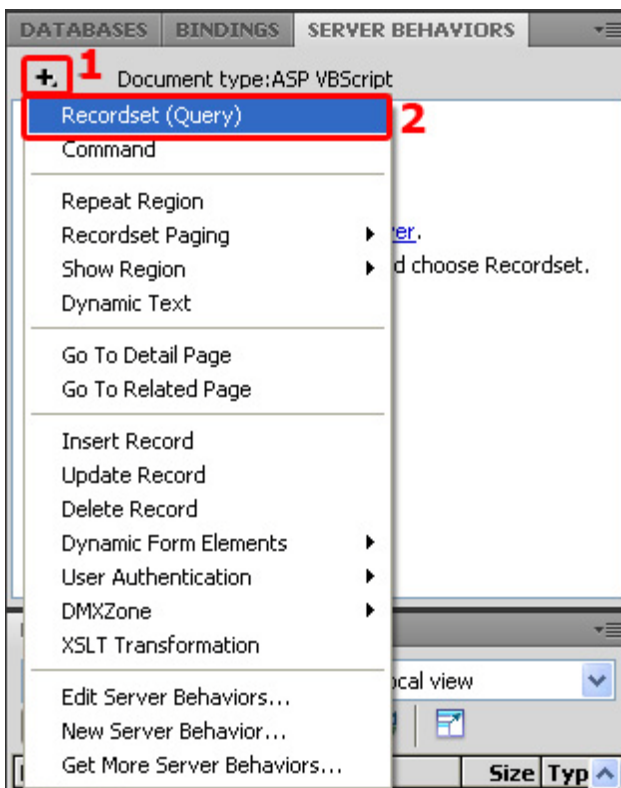 DATABASES BINDINGS SERVER BEHAVIORS
+ 1 Document type:ASP VBScript
Recordset (Query) 2
Command
Repeat Region
Recordset Paging er.
Show Region d choose Recordset.
Dynamic Text
Go To Detail Page
Go To Related Page
Insert Record
Update Record
Delete Record
Dynamic Form Elements
User Authentication
DMXZone
XSLT Transformation
ocal view
Edit Server Behaviors...
New Server Behavior...
Get More Server Behaviors...
Size Typ